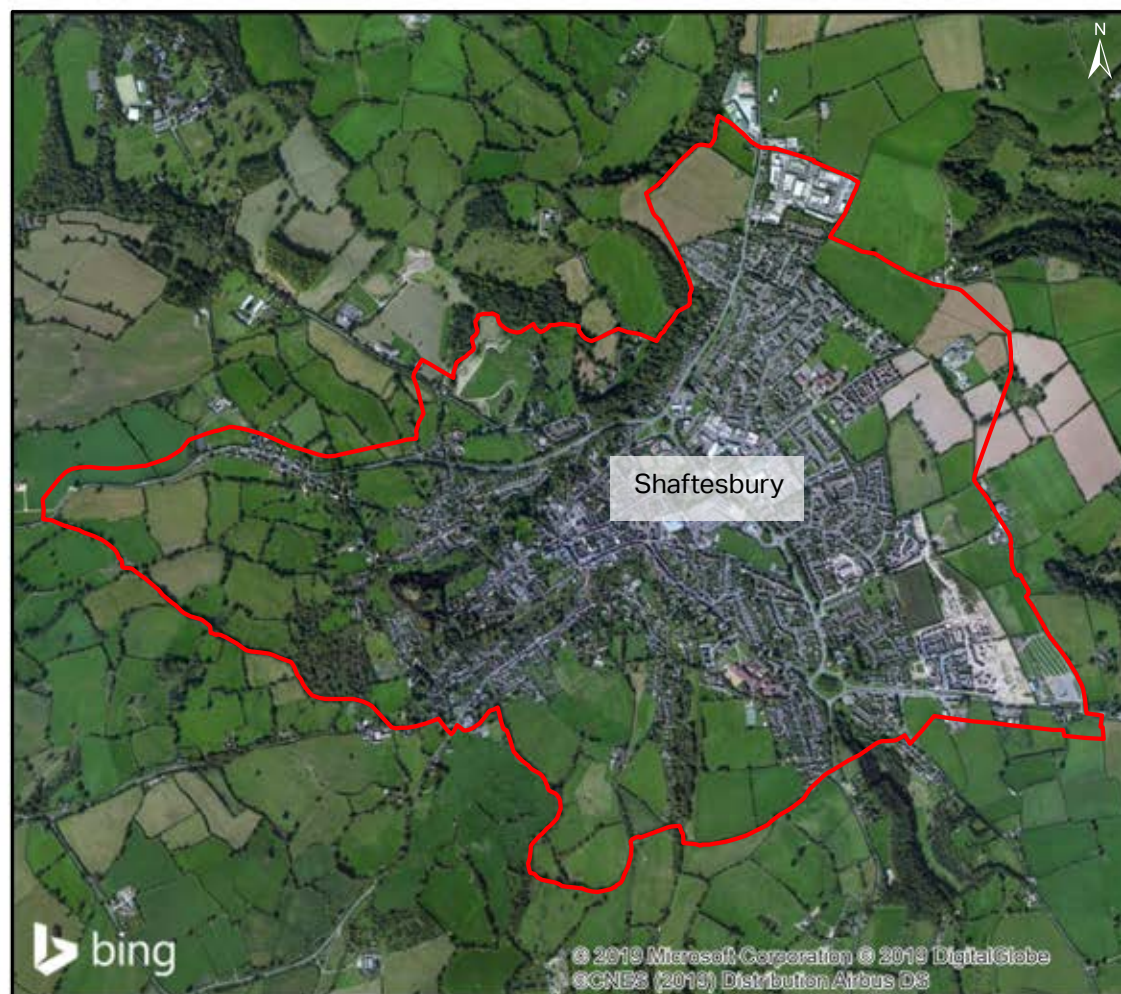 N
Shaftesbury
bing
© 2019 Microsoft Corporation © 2019 DigitalGlobe
©CNES (2019) Distribution Airbus DS